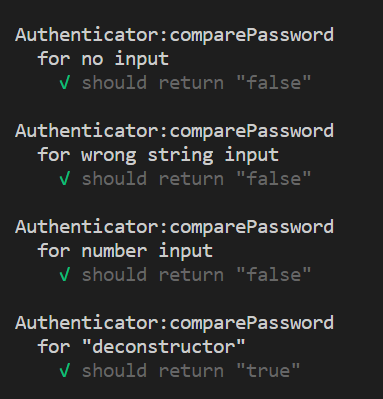 Authenticator:comparePassword
for no input
√ should return "false"
Authenticator:comparePassword
for wrong string input
√ should return "false"
Authenticator:comparePassword
for number input
√ should return "false"
Authenticator:comparePassword
for "deconstructor"
√ should return "true"